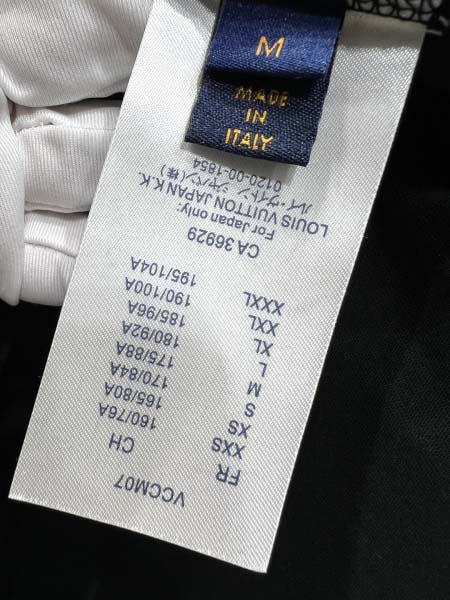 M
MADE
IN
ITALY
VCCM07
FR CH
XXS 160/76A
XS 165/80A
S 170/84A
M 175/88A
L 180/92A
XL 185/96A
XXL 190/100A
XXXL 195/104A
CA 36929
For Japan only:
LOUIS VUITTON JAPAN K.K.
ルイ・ヴィトン ジャパン(株)
0120-00-1854